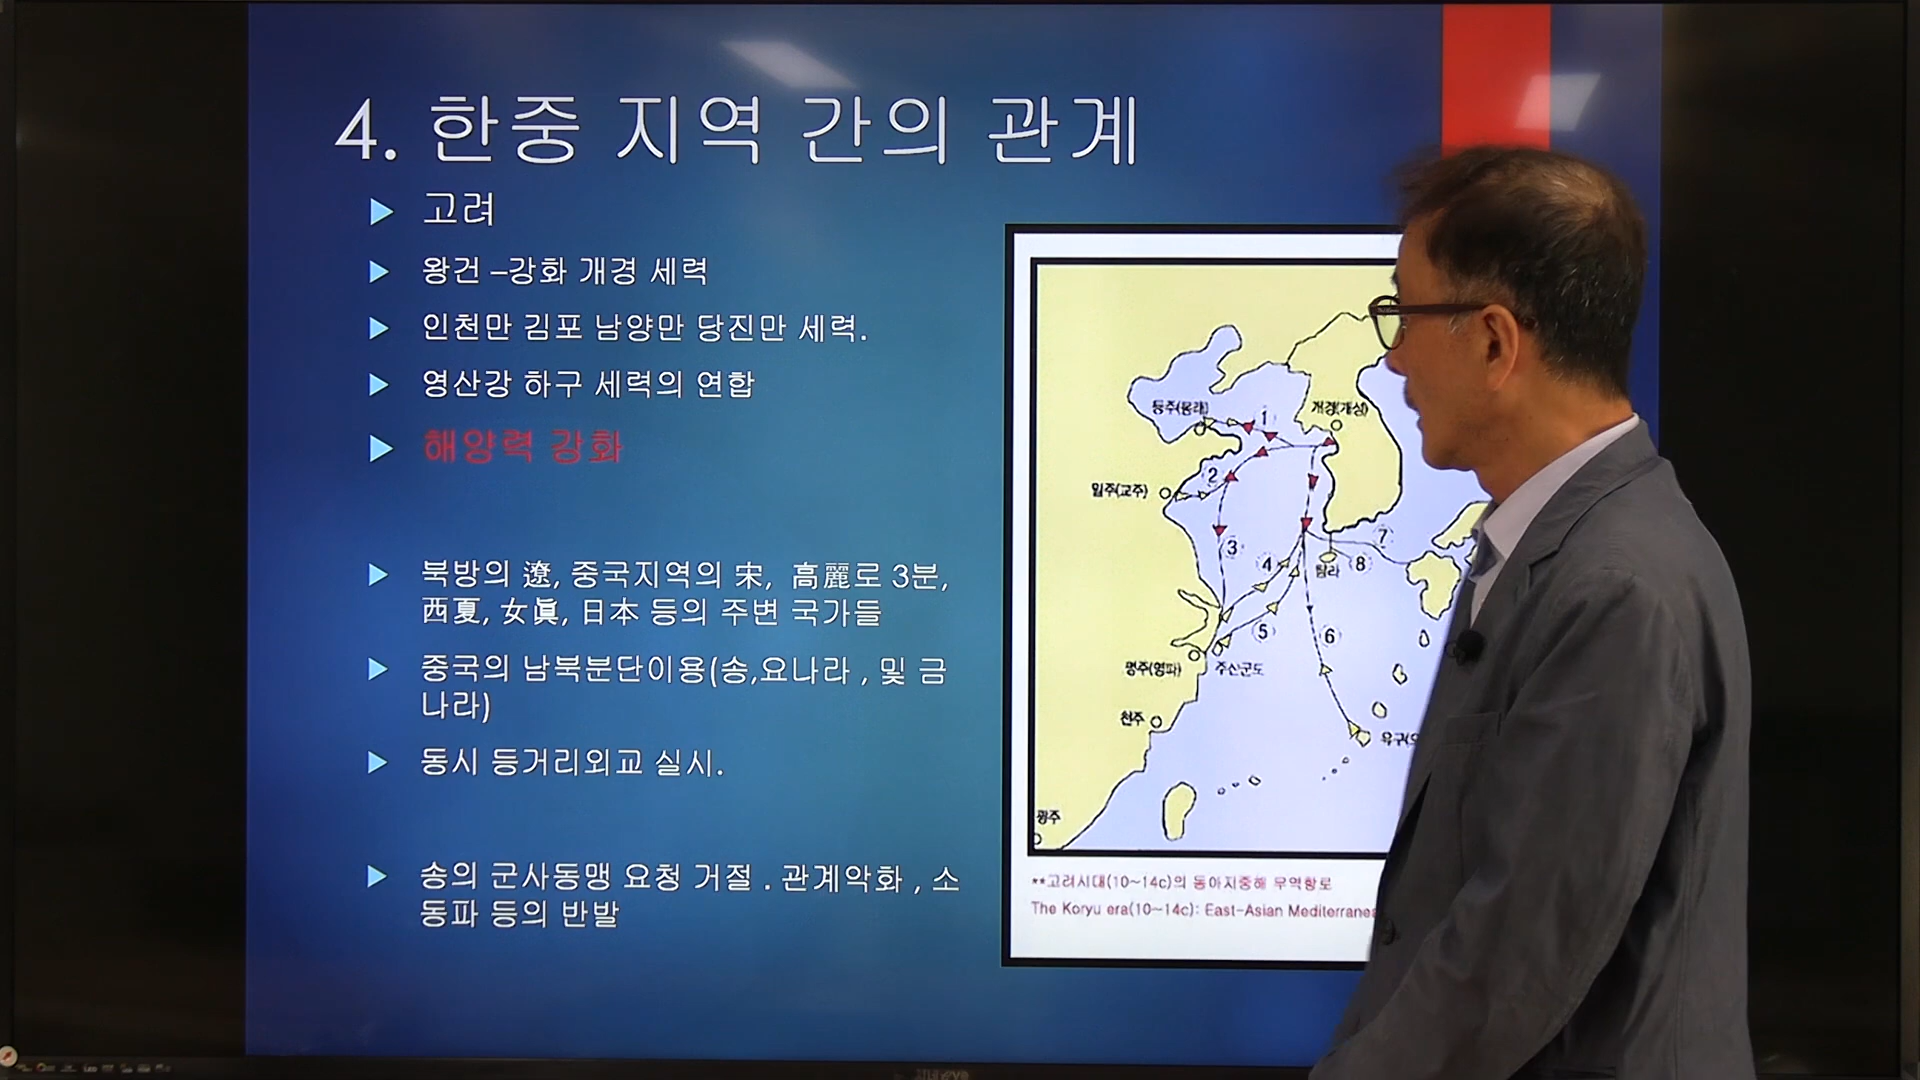 4. 한중 지역 간의 관계
고려
왕건 –강화 개경 세력
인천만 김포 남양만 당진만 세력.
영산강 하구 세력의 연합
해양력 강화
북방의 遼, 중국지역의 宋, 高麗로 3분,
西夏, 女眞, 日本 등의 주변 국가들
중국의 남북분단이용(송,요나라 , 및 금
나라)
동시 등거리외교 실시.
송의 군사동맹 요청 거절 . 관계악화 , 소
동파 등의 반발
등주(봉래)
1
개경(개성)
2
밀주(교주)
3
4
탐라
7
8
5
6
명주(영파)
주산군도
천주
유구(오
광주
**고려시대(10~14c)의 동아지중해 무역항로
The Koryu era(10~14c): East-Asian Mediterranea